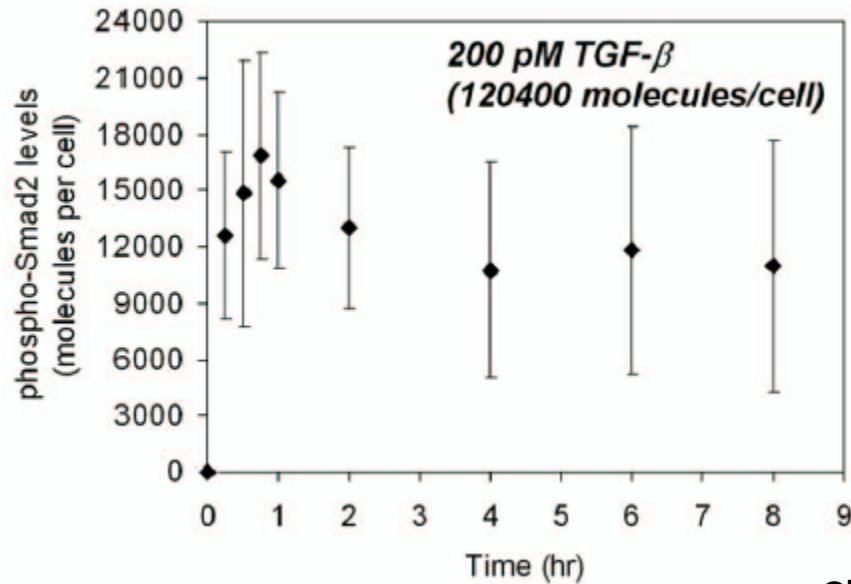 24000
21000
18000
15000
12000
9000
6000
3000
0
phospho-Smad2 levels
(molecules per cell)
200 pM TGF-β
(120400 molecules/cell)
0 1 2 3 4 5 6 7 8 9
Time (hr)